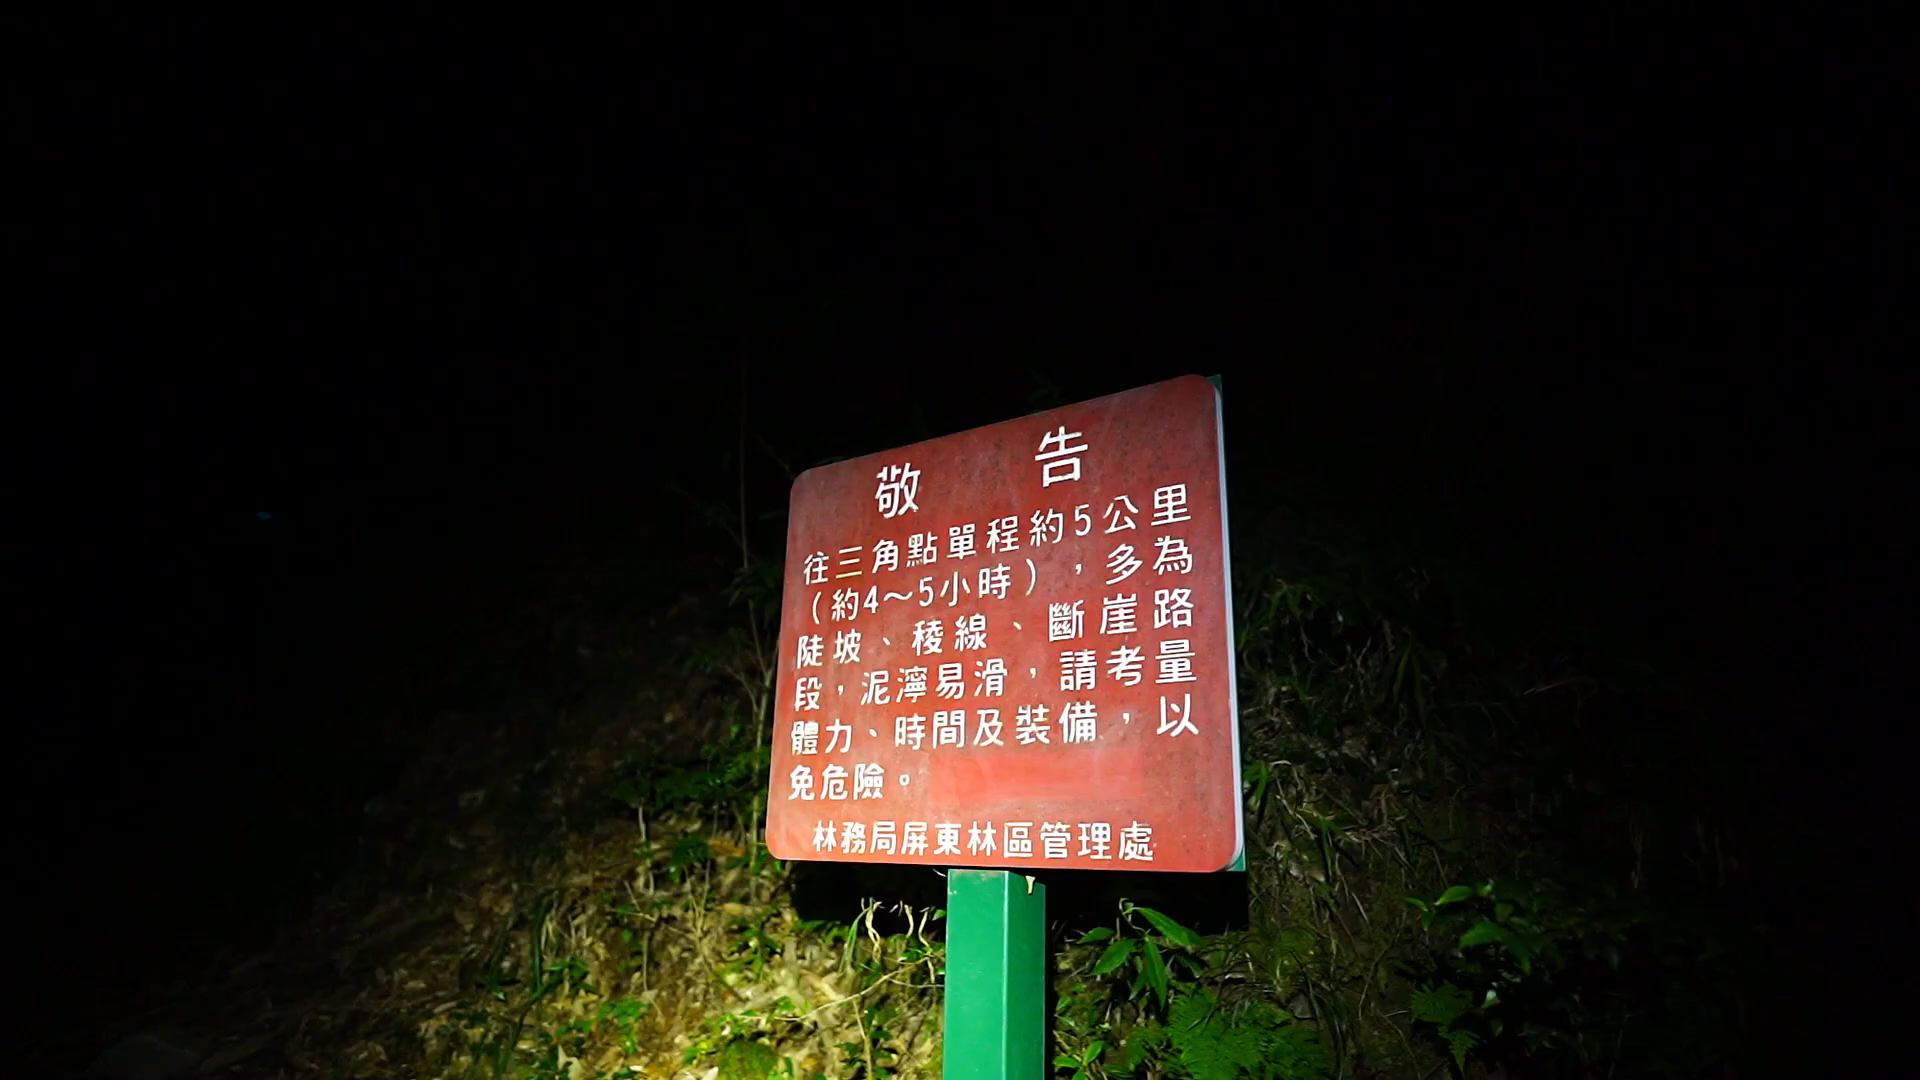 敬告
往三角點單程約5公里
（約4～5小時），多為
陡坡、稜線、斷崖路
段，泥濘易滑，請考量
體力、時間及裝備，以
免危險。
林務局屏東林區管理處